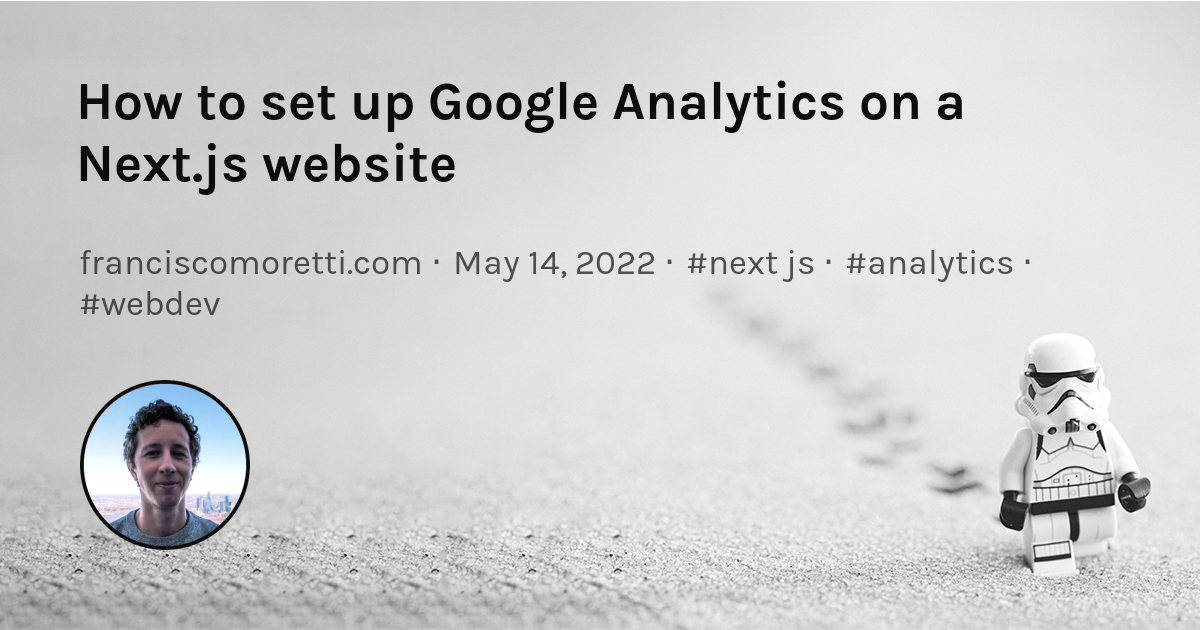 How to set up Google Analytics on a
Next.js website
franciscomoretti.com · May 14, 2022 · #next js · #analytics ·
#webdev